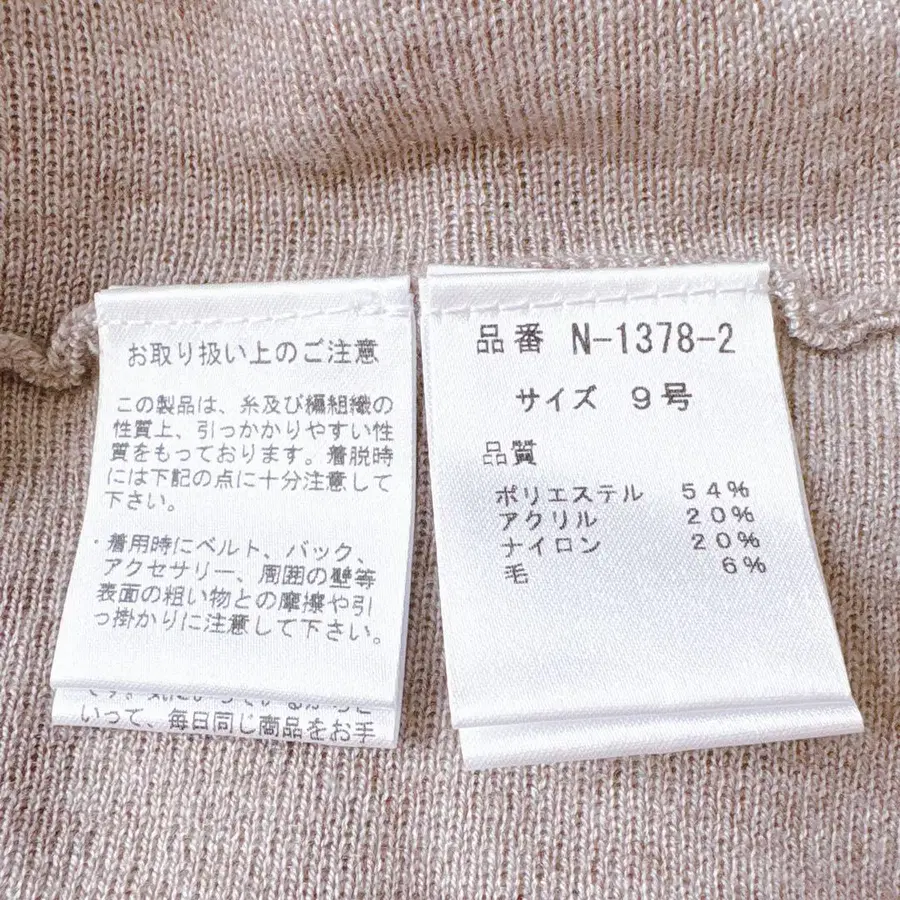 お取り扱い上のご注意
この製品は、糸及び編組織の
性質上、引っかかりやすい性
質をもっております。着脱時
には下記の点に十分注意して
下さい。
・着用時にベルト、バック、
アクセサリー、周囲の壁等
表面の粗い物との摩擦や引
っ掛かりに注意して下さい。
いって、毎日同じ商品をお手
品番 N-1378-2
サイズ 9号
品質
ポリエステル 54%
アクリル 20%
ナイロン 20%
毛 6%